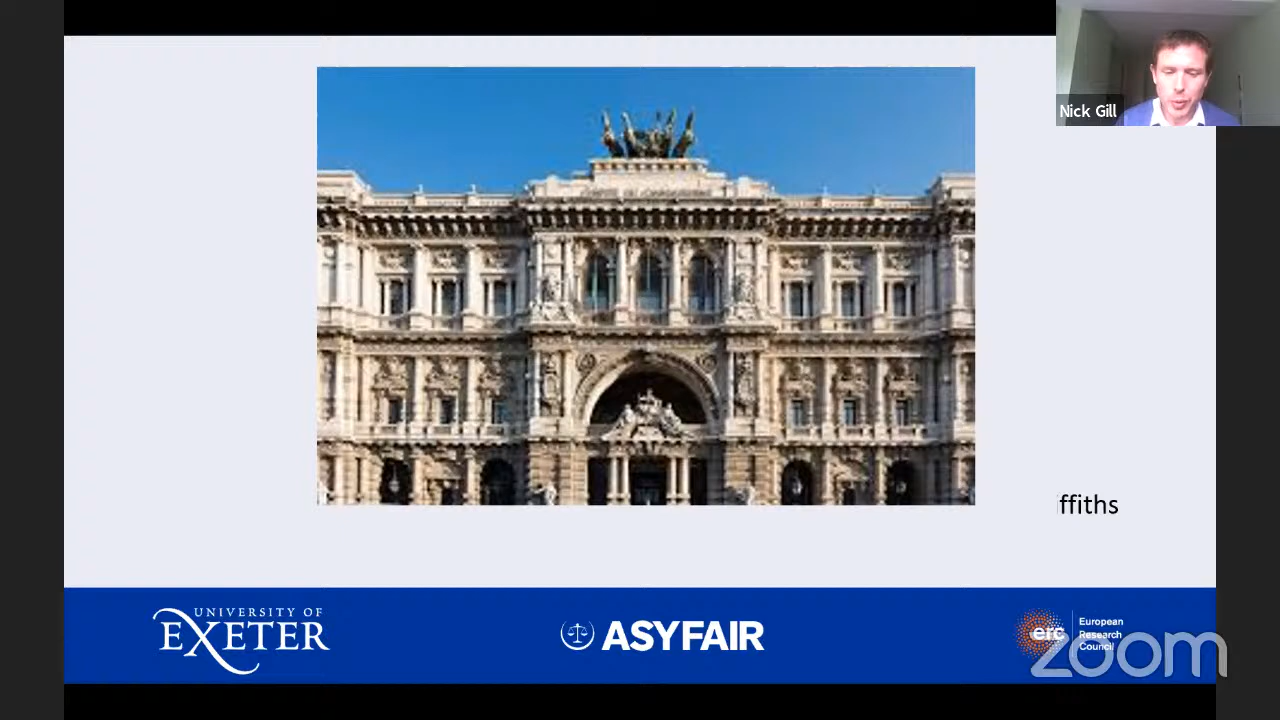 Nick Gill
ffiths
UNIVERSITY OF
EXETER
ASYFAIR
erc
European
Research
Council
zoom